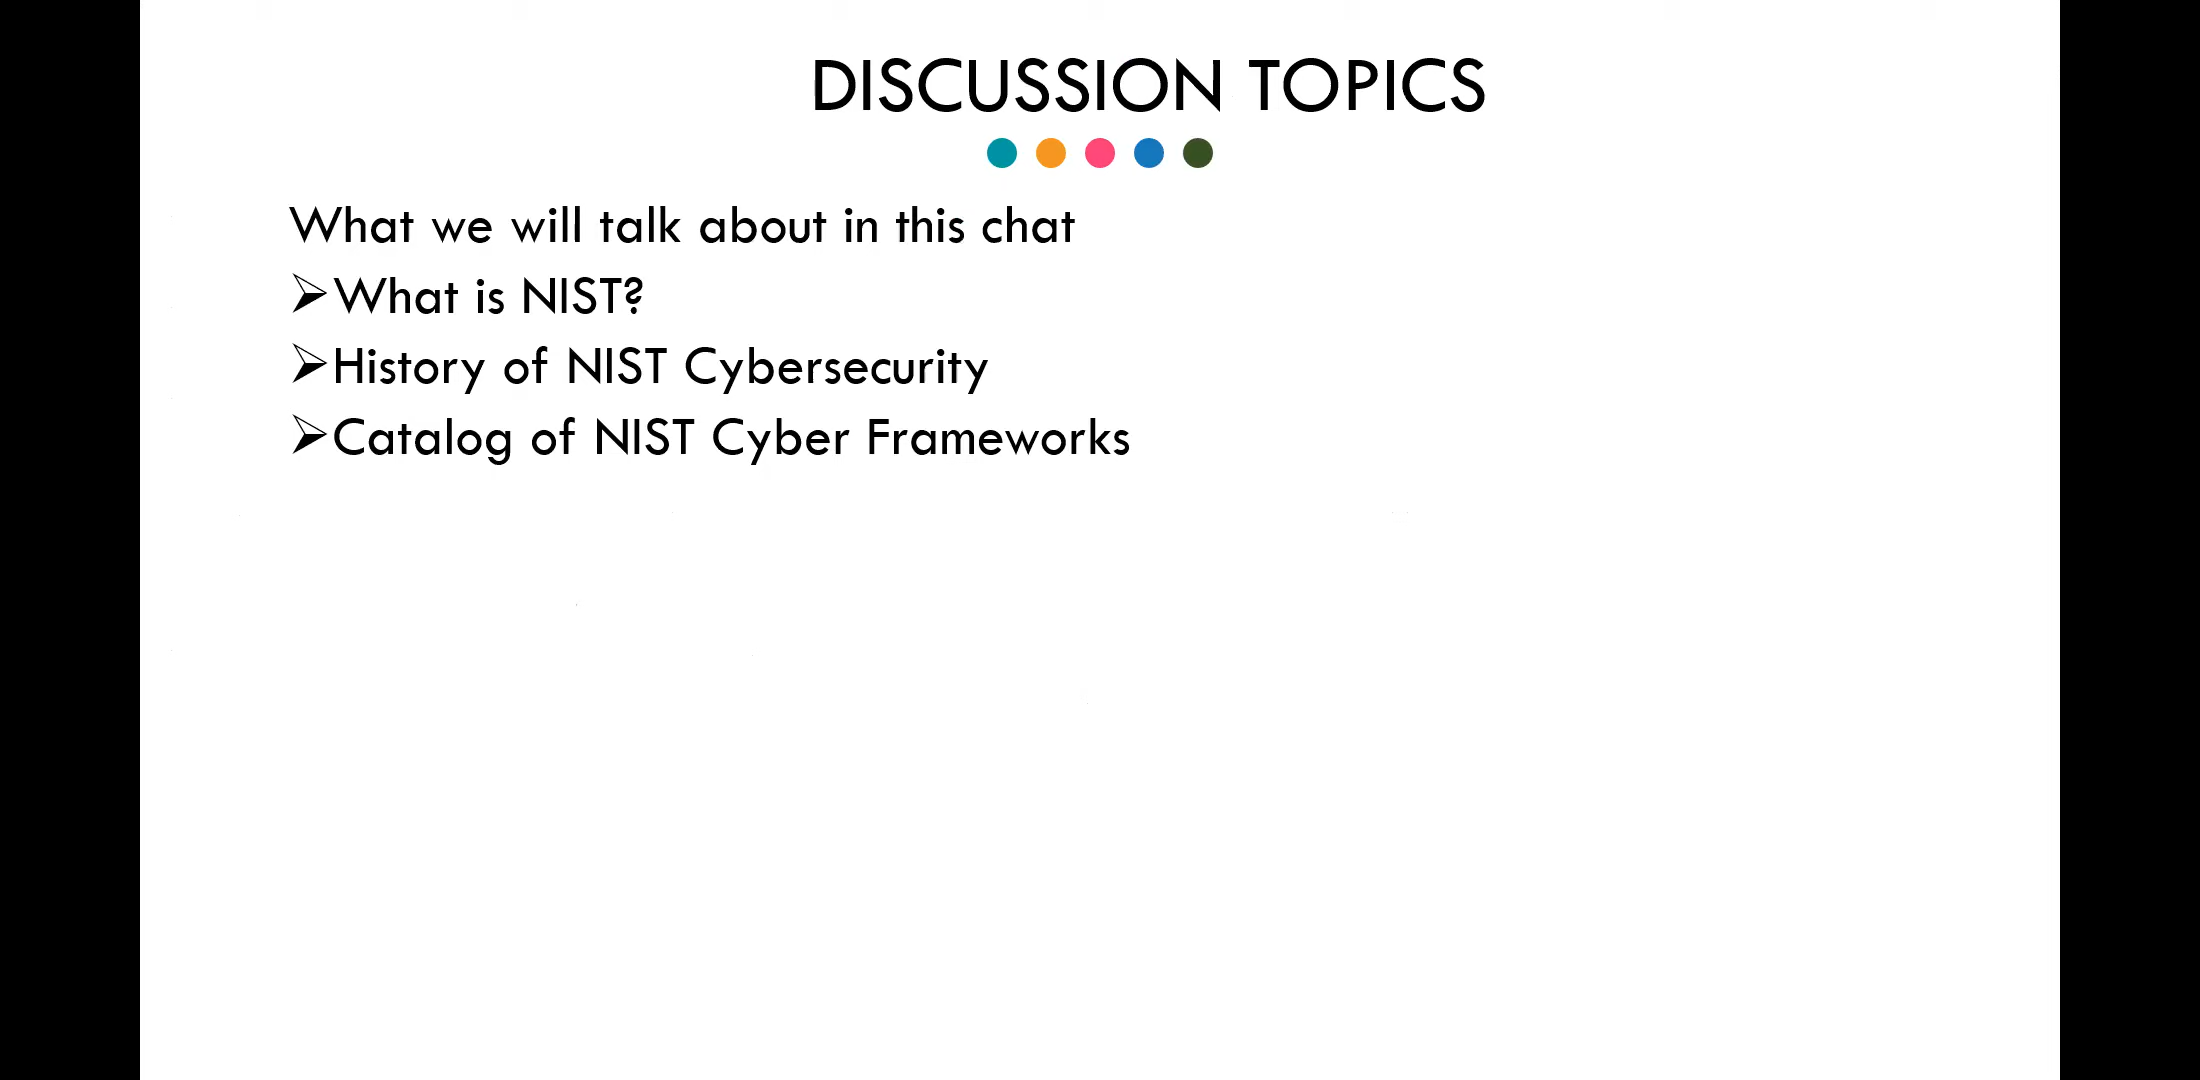 DISCUSSION TOPICS
What we will talk about in this chat
➢What is NIST?
➢History of NIST Cybersecurity
➢Catalog of NIST Cyber Frameworks